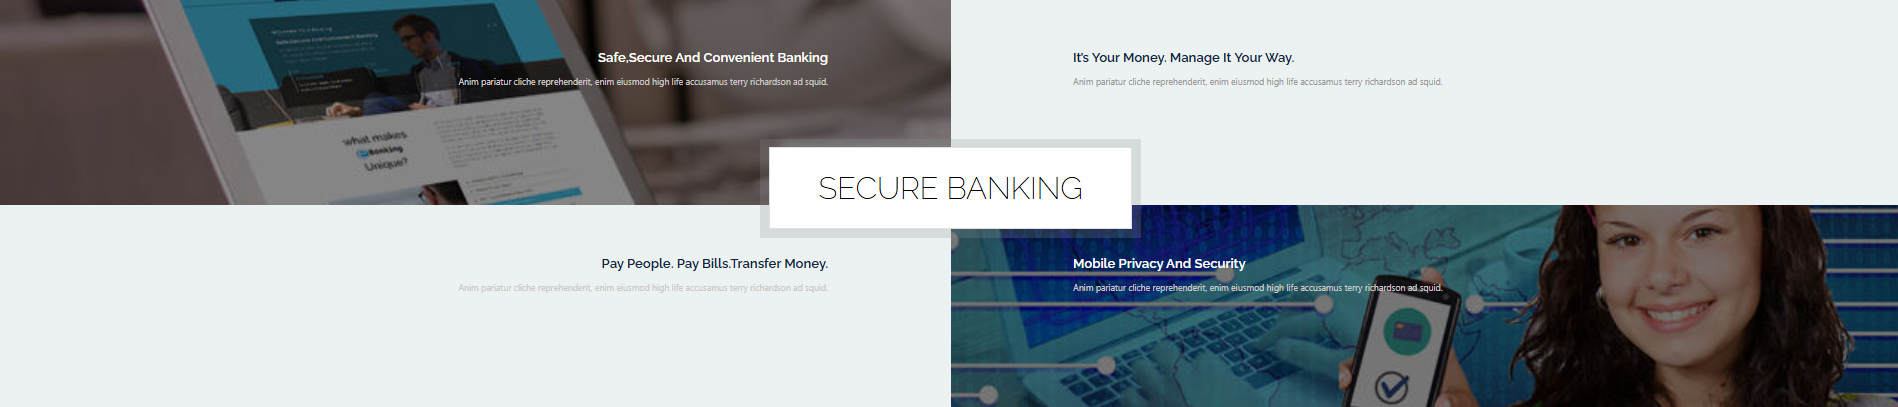 Safe,Secure And Convenient Banking
Anim pariatur cliche reprehenderit, enim eiusmod high life accusamus terry richardson ad squid.
It's Your Money. Manage It Your Way.
Anim pariatur cliche reprehenderit, enim eiusmod high life accusamus terry richardson ad squid.
what makes
Banking
Unique?
SECURE BANKING
Pay People. Pay Bills.Transfer Money.
Anim pariatur cliche reprehenderit, enim eiusmod high life accusamus terry richardson ad squid.
Mobile Privacy And Security
Anim pariatur cliche reprehenderit, enim eiusmod high life accusamus terry richardson ad squid.